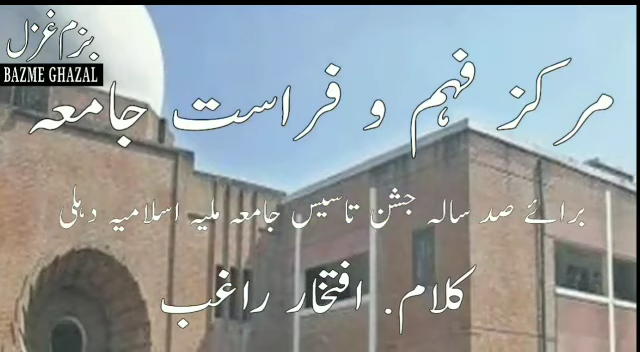 بزم غزل
BAZME GHAZAL
مرکز فہم و فراست جامعہ
برائے صد سالہ جشن تاسیس جامعہ ملیہ اسلامیہ دہلی
کلام. افتخار راغب